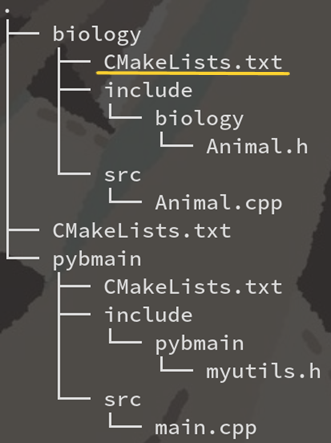 .
├── biology
│   ├── CMakeLists.txt
│   ├── include
│   │   └── biology
│   │       └── Animal.h
│   └── src
│       └── Animal.cpp
├── CMakeLists.txt
└── pybmain
    ├── CMakeLists.txt
    ├── include
    │   └── pybmain
    │       └── myutils.h
    └── src
        └── main.cpp